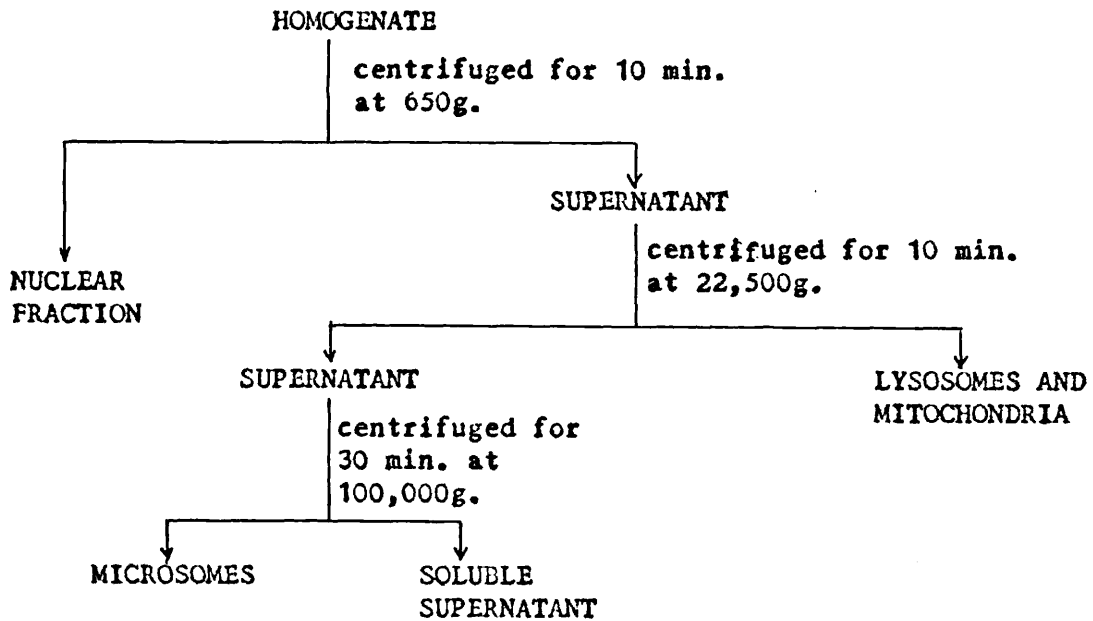 HOMOGENATE
centrifuged for 10 min.
at 650g.
SUPERNATANT
centrifuged for 10 min.
at 22,500g.
NUCLEAR
FRACTION
SUPERNATANT
LYSOSOMES AND
MITOCHONDRIA
centrifuged for
30 min. at
100,000g.
MICROSOMES
SOLUBLE
SUPERNATANT